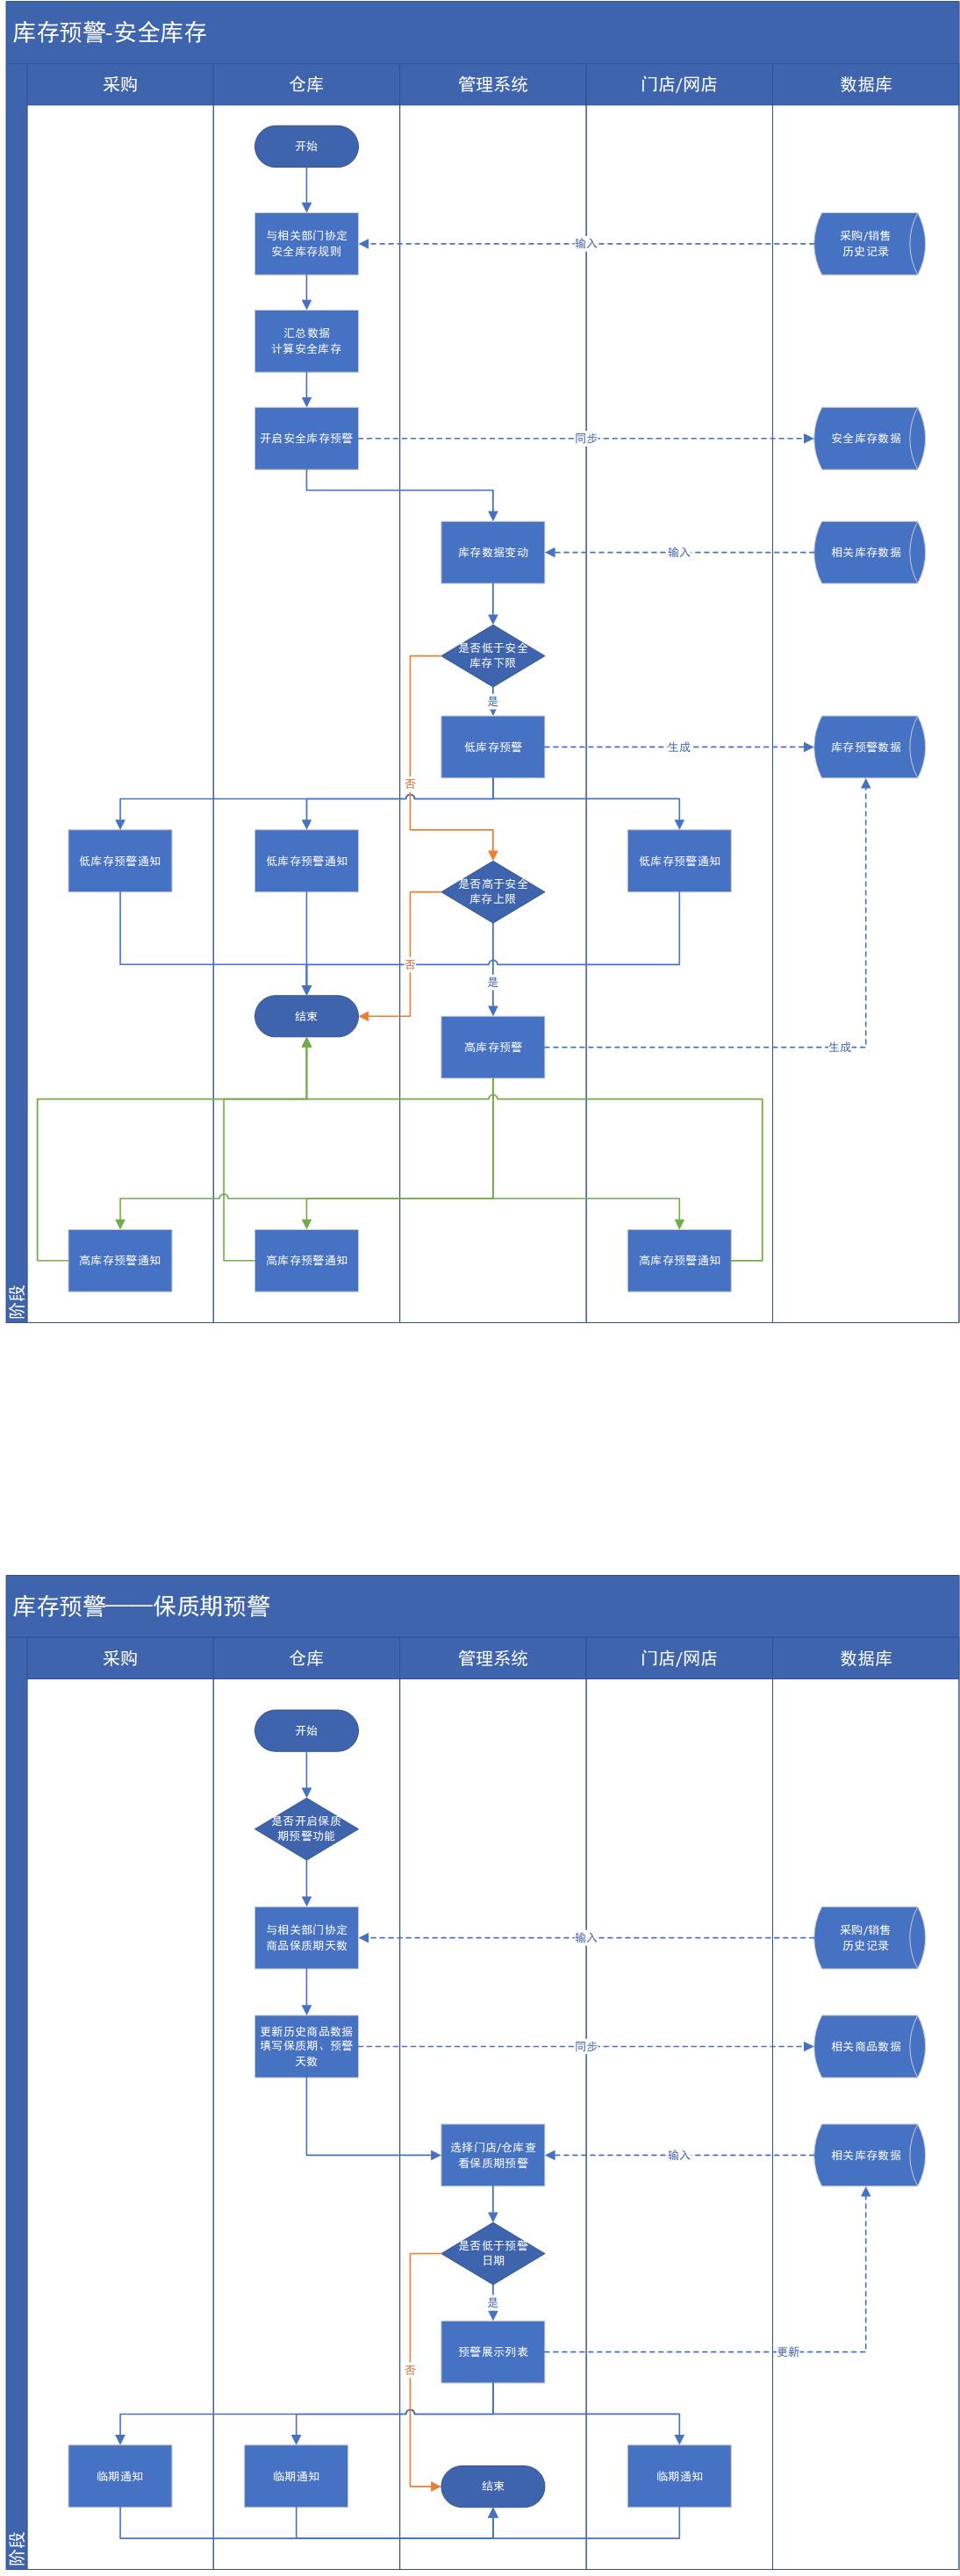 库存预警-安全库存
采购
仓库
管理系统
门店/网店
数据库
开始
与相关部门协定
安全库存规则
输入
采购/销售
历史记录
汇总数据
计算安全库存
开启安全库存预警
同步
安全库存数据
库存数据变动
输入
相关库存数据
是否低于安全
库存下限
是
低库存预警
生成
库存预警数据
否
低库存预警通知
低库存预警通知
低库存预警通知
是否高于安全
库存上限
否
是
结束
高库存预警
生成
高库存预警通知
高库存预警通知
高库存预警通知
阶段
库存预警——保质期预警
采购
仓库
管理系统
门店/网店
数据库
开始
是否开启保质
期预警功能
与相关部门协定
商品保质期天数
输入
采购/销售
历史记录
更新历史商品数据
填写保质期、预警
天数
同步
相关商品数据
选择门店/仓库查
看保质期预警
输入
相关库存数据
是否低于预警
日期
是
预警展示列表
更新
否
临期通知
临期通知
结束
临期通知
阶段